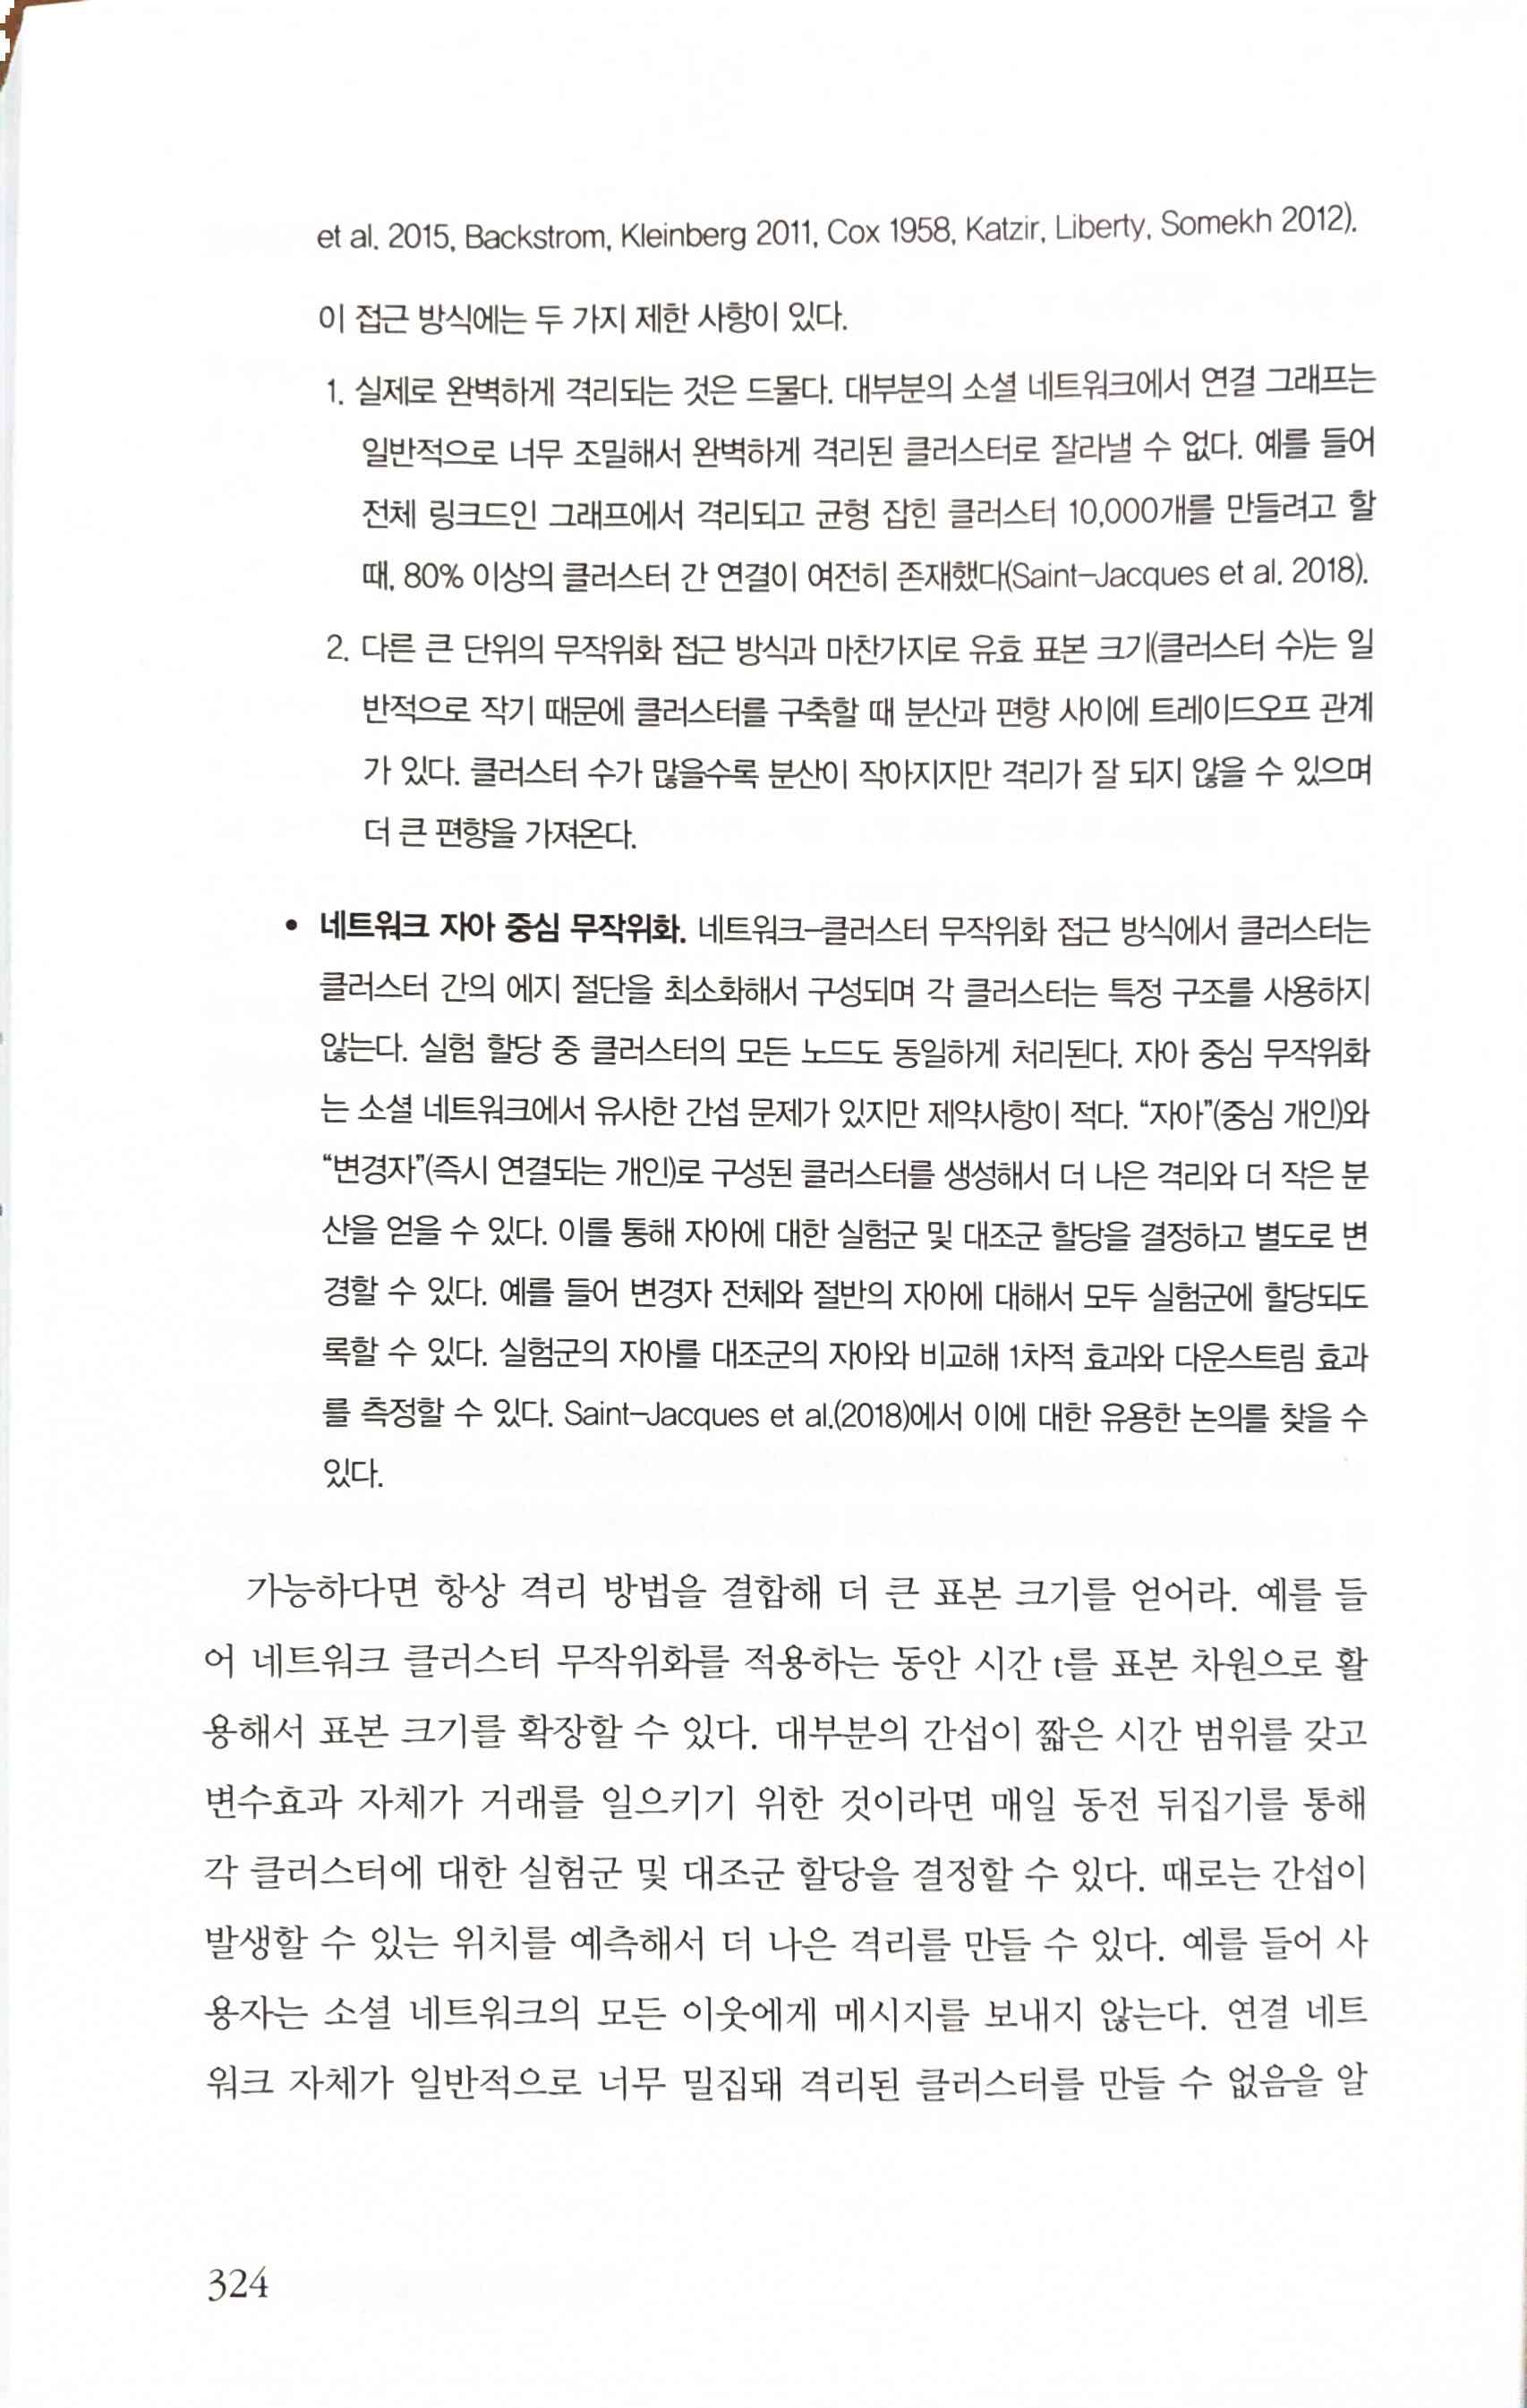 et al. 2015, Backstrom, Kleinberg 2011, Cox 1958, Katzir, Liberty, Somekh 2012).
이 접근 방식에는 두 가지 제한 사항이 있다.
1. 실제로 완벽하게 격리되는 것은 드물다. 대부분의 소셜 네트워크에서 연결 그래프는
일반적으로 너무 조밀해서 완벽하게 격리된 클러스터로 잘라낼 수 없다. 예를 들어
전체 링크드인 그래프에서 격리되고 균형 잡힌 클러스터 10,000개를 만들려고 할
때, 80% 이상의 클러스터 간 연결이 여전히 존재했다(Saint-Jacques et al. 2018).
2. 다른 큰 단위의 무작위화 접근 방식과 마찬가지로 유효 표본 크기(클러스터 수)는 일
반적으로 작기 때문에 클러스터를 구축할 때 분산과 편향 사이에 트레이드오프 관계
가 있다. 클러스터 수가 많을수록 분산이 작아지지만 격리가 잘 되지 않을 수 있으며
더 큰 편향을 가져온다.
• 네트워크 자아 중심 무작위화. 네트워크-클러스터 무작위화 접근 방식에서 클러스터는
클러스터 간의 에지 절단을 최소화해서 구성되며 각 클러스터는 특정 구조를 사용하지
않는다. 실험 할당 중 클러스터의 모든 노드도 동일하게 처리된다. 자아 중심 무작위화
는 소셜 네트워크에서 유사한 간섭 문제가 있지만 제약사항이 적다. “자아”(중심 개인)와
“변경자”(즉시 연결되는 개인)로 구성된 클러스터를 생성해서 더 나은 격리와 더 작은 분
산을 얻을 수 있다. 이를 통해 자아에 대한 실험군 및 대조군 할당을 결정하고 별도로 변
경할 수 있다. 예를 들어 변경자 전체와 절반의 자아에 대해서 모두 실험군에 할당되도
록할 수 있다. 실험군의 자아를 대조군의 자아와 비교해 1차적 효과와 다운스트림 효과
를 측정할 수 있다. Saint-Jacques et al.(2018)에서 이에 대한 유용한 논의를 찾을 수
있다.
가능하다면 항상 격리 방법을 결합해 더 큰 표본 크기를 얻어라. 예를 들
어 네트워크 클러스터 무작위화를 적용하는 동안 시간 t를 표본 차원으로 활
용해서 표본 크기를 확장할 수 있다. 대부분의 간섭이 짧은 시간 범위를 갖고
변수효과 자체가 거래를 일으키기 위한 것이라면 매일 동전 뒤집기를 통해
각 클러스터에 대한 실험군 및 대조군 할당을 결정할 수 있다. 때로는 간섭이
발생할 수 있는 위치를 예측해서 더 나은 격리를 만들 수 있다. 예를 들어 사
용자는 소셜 네트워크의 모든 이웃에게 메시지를 보내지 않는다. 연결 네트
워크 자체가 일반적으로 너무 밀집돼 격리된 클러스터를 만들 수 없음을 알
324